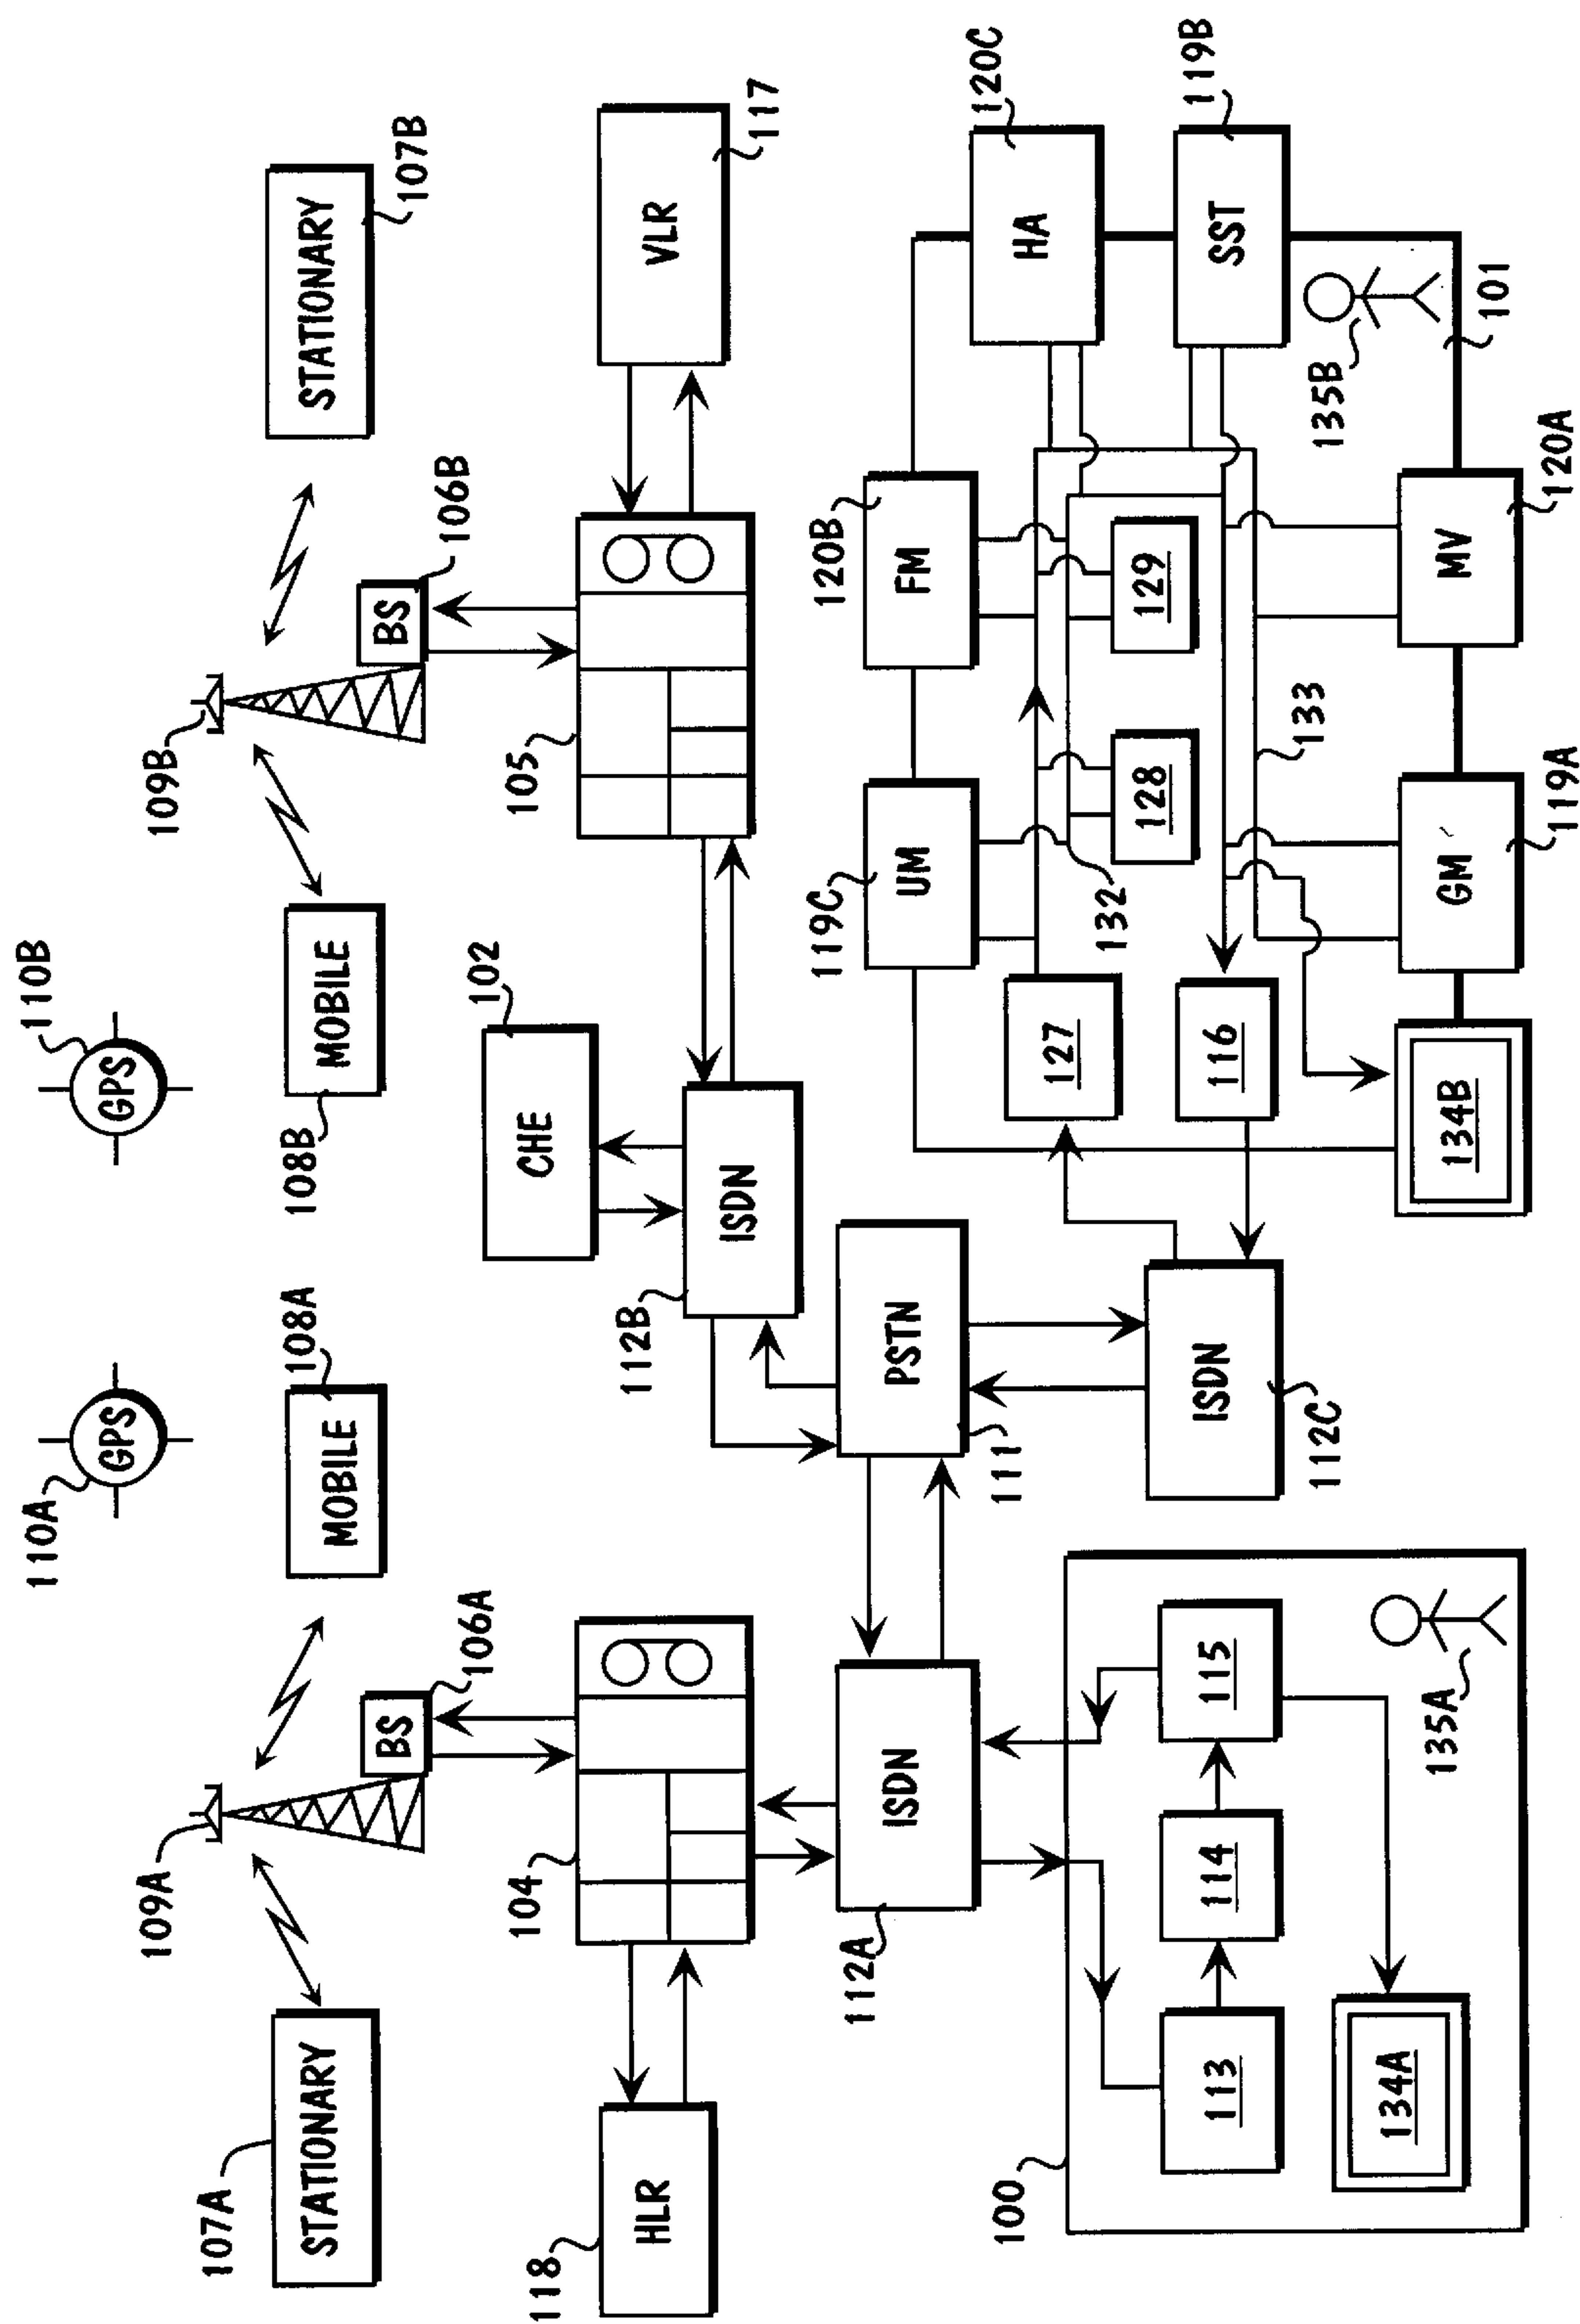 110A
GPS
GPS
110B
109A
109B
107A
STATIONARY
106A
BS
MOBILE
108A
108B
MOBILE
BS
106B
STATIONARY
107B
118
HLR
104
CHE
102
105
VLR
117
112A
ISDN
112B
ISDN
PSTN
111
119C
UM
120B
FM
HA
120C
100
113
114
115
134A
135A
ISDN
112C
127
116
132
128
129
133
SST
119B
134B
GM
119A
MV
120A
135B
101